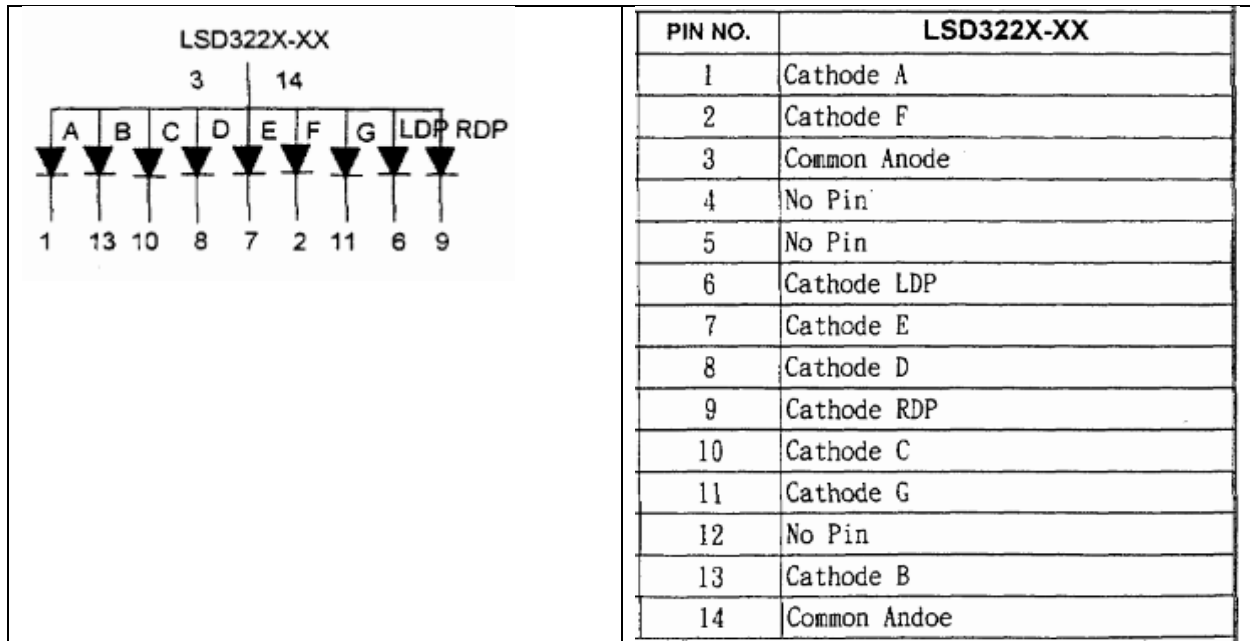 LSD322X-XX
3 14
A B C D E F G LDP RDP
1 13 10 8 7 2 11 6 9
PIN NO. LSD322X-XX
1 Cathode A
2 Cathode F
3 Common Anode
4 No Pin
5 No Pin
6 Cathode LDP
7 Cathode E
8 Cathode D
9 Cathode RDP
10 Cathode C
11 Cathode G
12 No Pin
13 Cathode B
14 Common Andoe